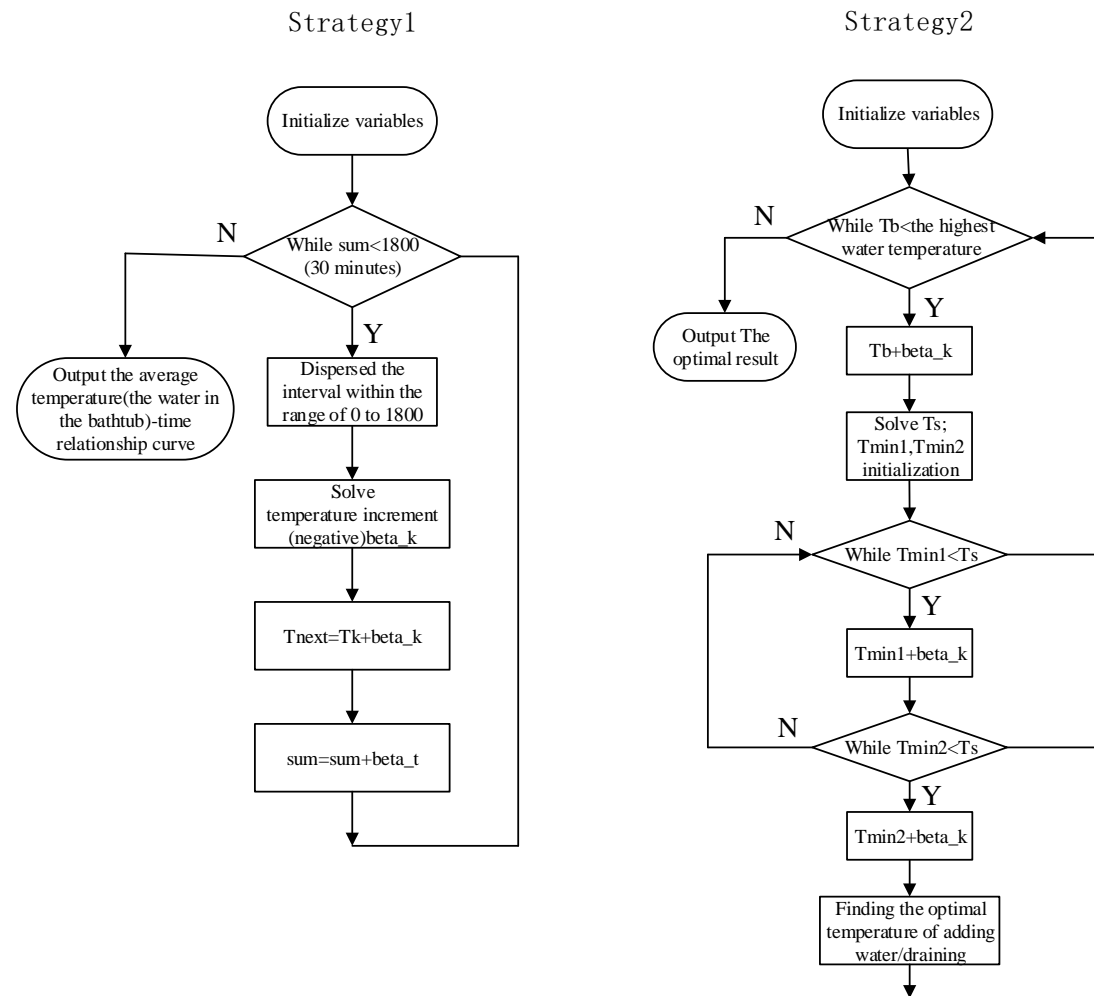 Strategy1
Initialize variables
N
While sum<1800
(30 minutes)
Y
Output the average
temperature(the water in
the bathtub)-time
relationship curve
Dispersed the
interval within the
range of 0 to 1800
Solve
temperature increment
(negative)beta_k
Tnext=Tk+beta_k
sum=sum+beta_t
Strategy2
Initialize variables
N
While Tb<the highest
water temperature
Y
Output The
optimal result
Tb+beta_k
Solve Ts;
Tmin1,Tmin2
initialization
N
While Tmin1<Ts
Y
Tmin1+beta_k
N
While Tmin2<Ts
Y
Tmin2+beta_k
Finding the optimal
temperature of adding
water/draining